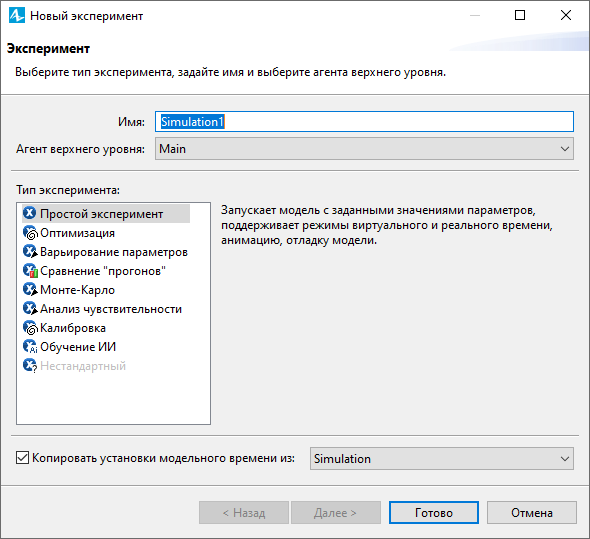 Новый эксперимент
Эксперимент
Выберите тип эксперимента, задайте имя и выберите агента верхнего уровня.
Имя: Simulation1
Агент верхнего уровня: Main
Тип эксперимента:
Простой эксперимент
Оптимизация
Варьирование параметров
Сравнение "прогонов"
Монте-Карло
Анализ чувствительности
Калибровка
Обучение ИИ
Нестандартный
Запускает модель с заданными значениями параметров,
поддерживает режимы виртуального и реального времени,
анимацию, отладку модели.
Копировать установки модельного времени из: Simulation
< Назад Далее > Готово Отмена